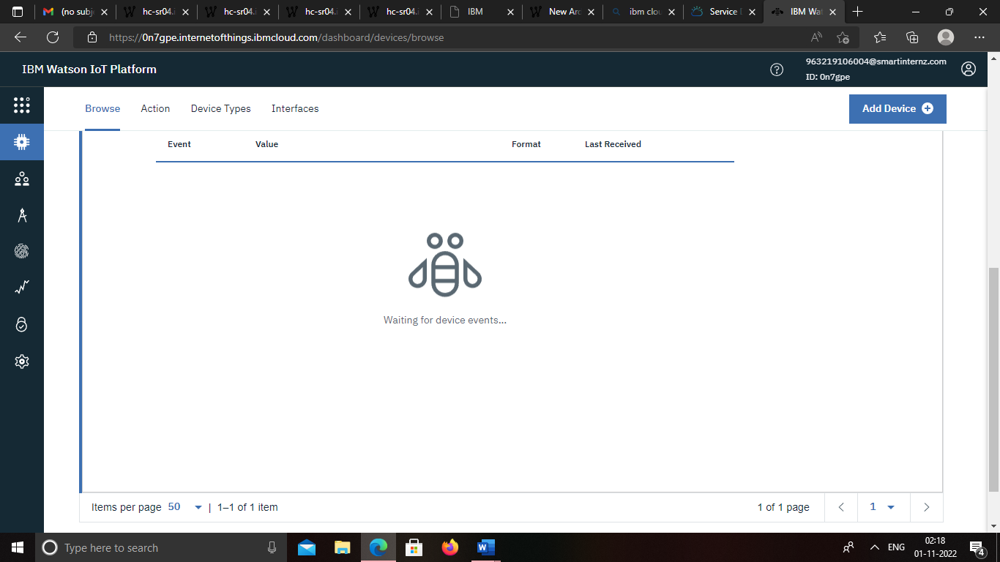 (no subj
hc-sr04.i
hc-sr04.i
hc-sr04.i
hc-sr04.i
IBM
New Arc
ibm clou
Service D
IBM Wat
https://0n7gpe.internetofthings.ibmcloud.com/dashboard/devices/browse
IBM Watson IoT Platform
963219106004@smartinternz.com
ID: 0n7gpe
Browse
Action
Device Types
Interfaces
Add Device
Event
Value
Format
Last Received
Waiting for device events...
Items per page 50
| 1–1 of 1 item
1 of 1 page
1
Type here to search
ENG
02:18
01-11-2022
4